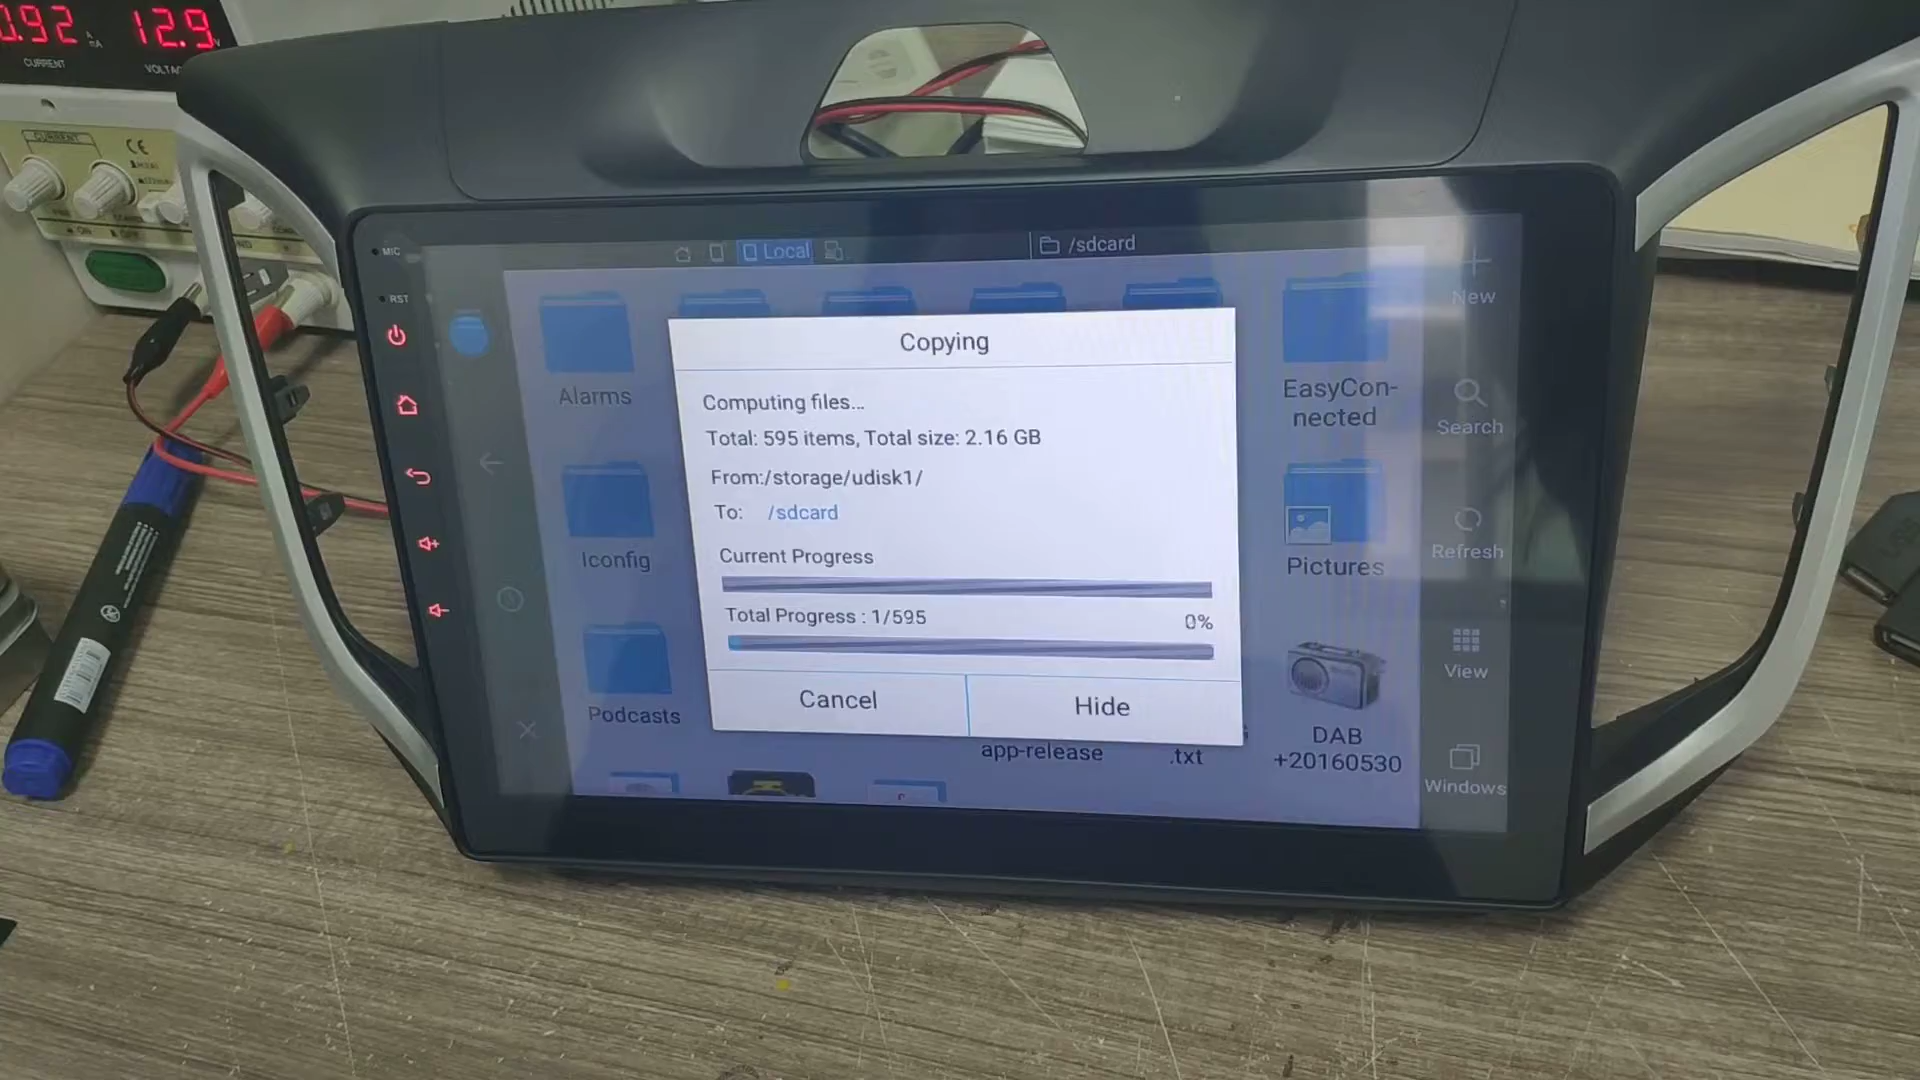 0.92
12.9
CURRENT
CURRENT
CE
MIC
RST
Local
/sdcard
New
Search
Refresh
View
Windows
Alarms
EasyCon-
nected
Iconfig
Pictures
Podcasts
app-release
.txt
DAB
+20160530
Copying
Computing files...
Total: 595 items, Total size: 2.16 GB
From:/storage/udisk1/
To: /sdcard
Current Progress
Total Progress : 1/595
0%
Cancel
Hide